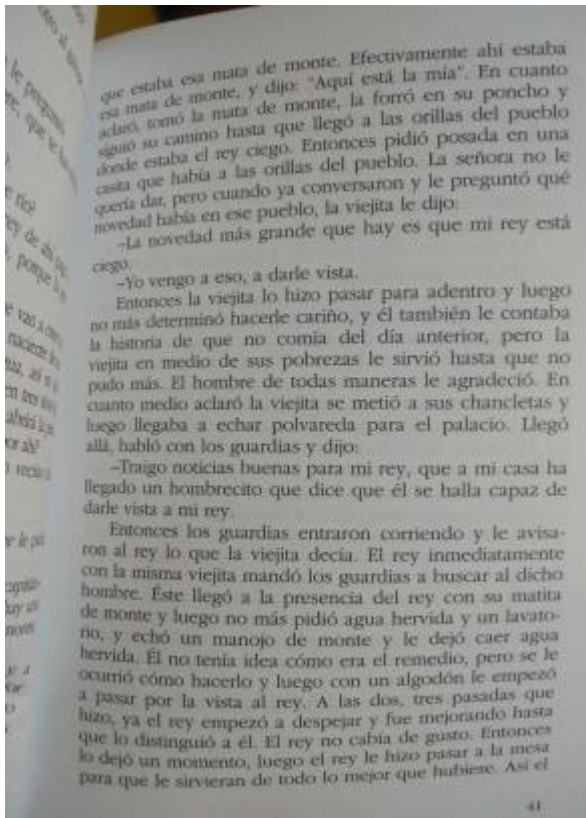 que estaba esa mata de monte. Efectivamente ahí estaba
esa mata de monte, y dijo: "Aquí está la mía". En cuanto
aclaró, tomó la mata de monte, la forró en su poncho y
siguió su camino hasta que llegó a las orillas del pueblo
donde estaba el rey ciego. Entonces pidió posada en una
casita que había a las orillas del pueblo. La señora no le
quería dar, pero cuando ya conversaron y le preguntó qué
novedad había en ese pueblo, la viejita le dijo:
–La novedad más grande que hay es que mi rey está
ciego.
–Yo vengo a eso, a darle vista.
Entonces la viejita lo hizo pasar para adentro y luego
no más determinó hacerle cariño, y él también le contaba
la historia de que no comía del día anterior, pero la
viejita en medio de sus pobrezas le sirvió hasta que no
pudo más. El hombre de todas maneras le agradeció. En
cuanto medio aclaró la viejita se metió a sus chancletas y
luego llegaba a echar polvareda para el palacio. Llegó
allá, habló con los guardias y dijo:
–Traigo noticias buenas para mi rey, que a mi casa ha
llegado un hombrecito que dice que él se halla capaz de
darle vista a mi rey.
Entonces los guardias entraron corriendo y le avisa-
ron al rey lo que la viejita decía. El rey inmediatamente
con la misma viejita mandó los guardias a buscar al dicho
hombre. Éste llegó a la presencia del rey con su matita
de monte y luego no más pidió agua hervida y un lavato-
rio, y echó un manojo de monte y le dejó caer agua
hervida. Él no tenía idea cómo era el remedio, pero se le
ocurrió cómo hacerlo y luego con un algodón le empezó
a pasar por la vista al rey. A las dos, tres pasadas que
hizo, ya el rey empezó a despejar y fue mejorando hasta
que lo distinguió a él. El rey no cabía de gusto. Entonces
lo dejó un momento, luego el rey le hizo pasar a la mesa
para que le sirvieran de todo lo mejor que hubiese. Así el
41